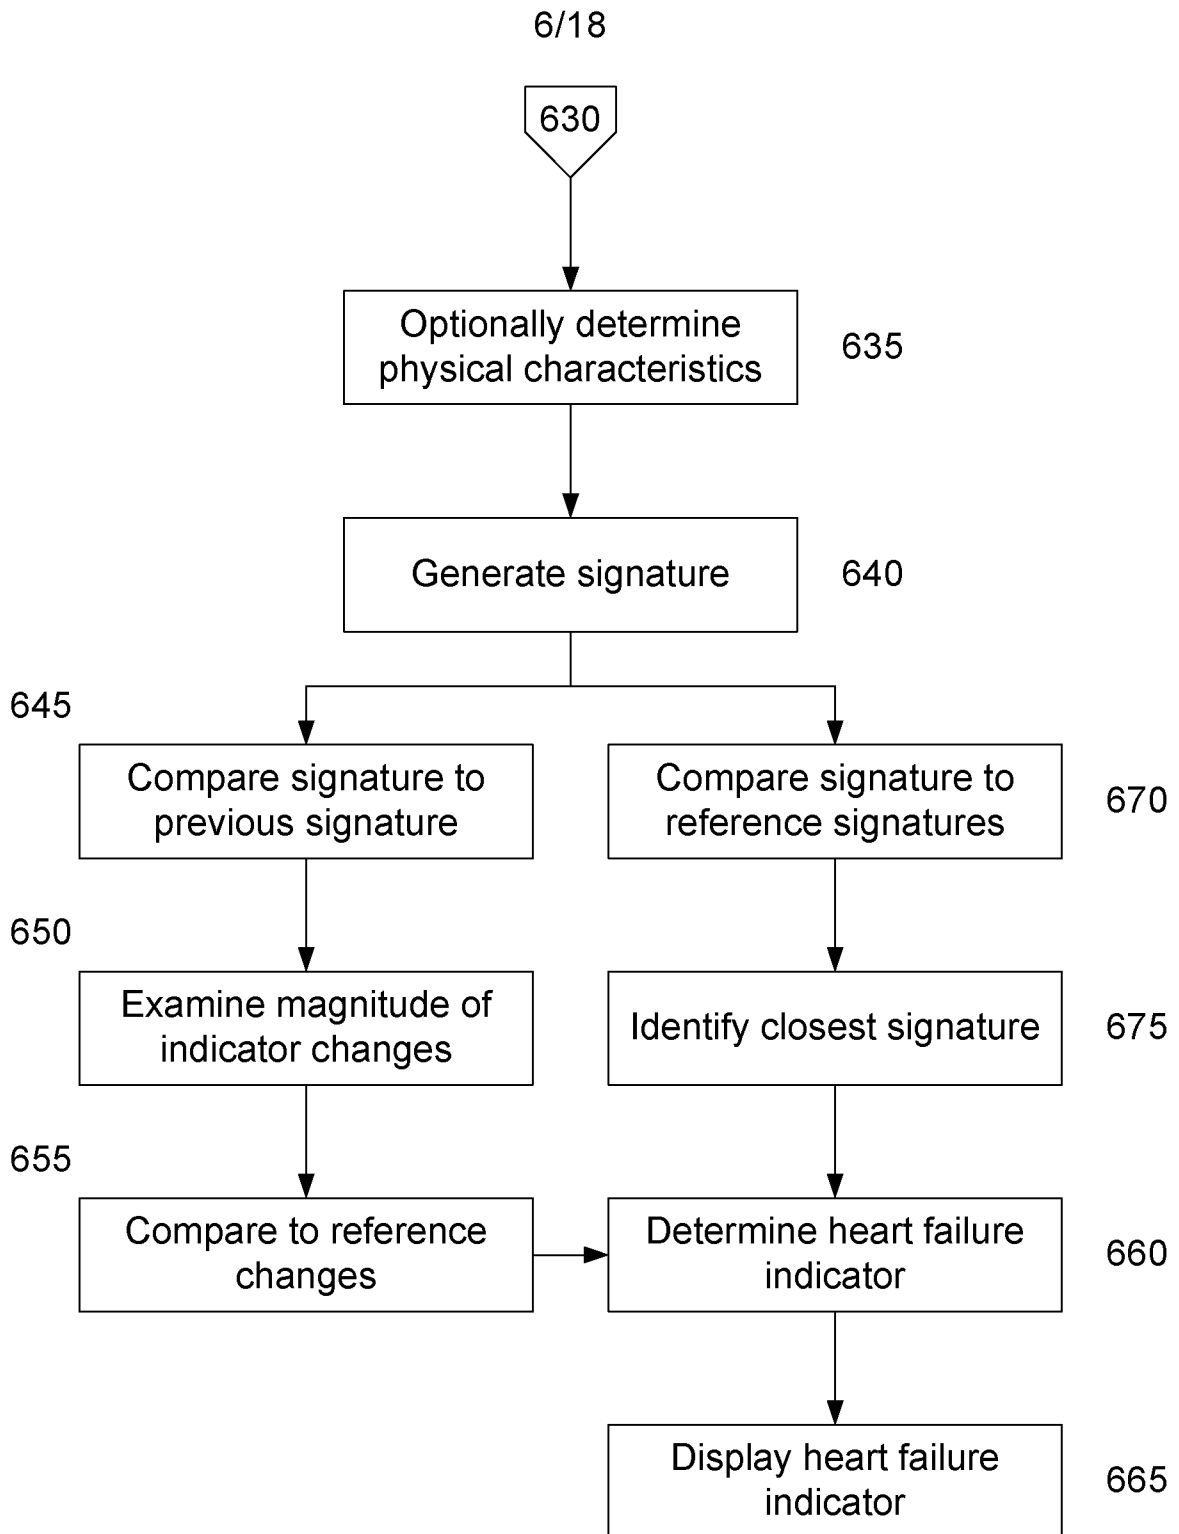 6/18
630
Optionally determine
physical characteristics
635
Generate signature
640
645
Compare signature to
previous signature
Compare signature to
reference signatures
670
650
Examine magnitude of
indicator changes
Identify closest signature
675
655
Compare to reference
changes
Determine heart failure
indicator
660
Display heart failure
indicator
665